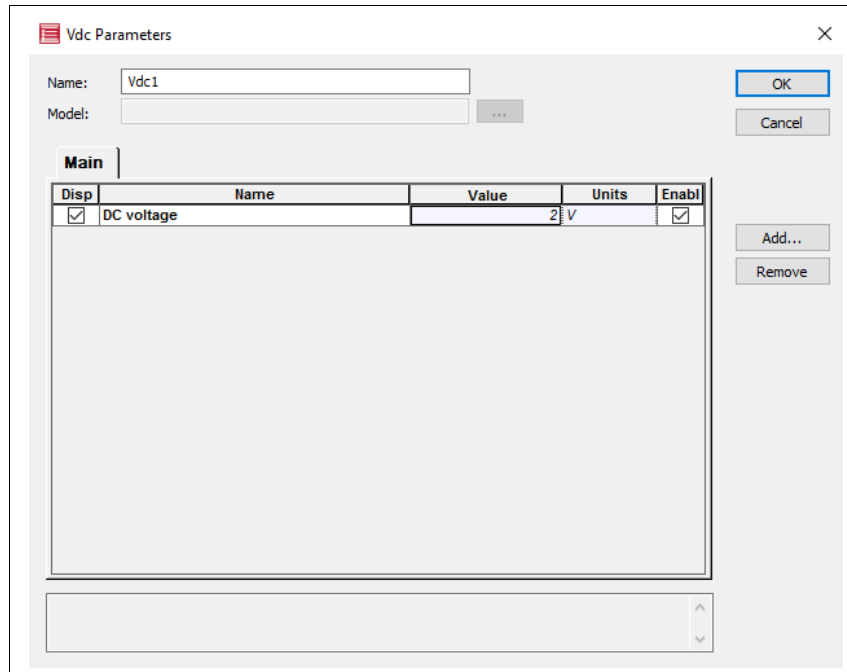 Vdc Parameters
Name: Vdc1
OK
Model: ...
Cancel
Main
Disp Name Value Units Enabl
DC voltage 2 V
Add...
Remove